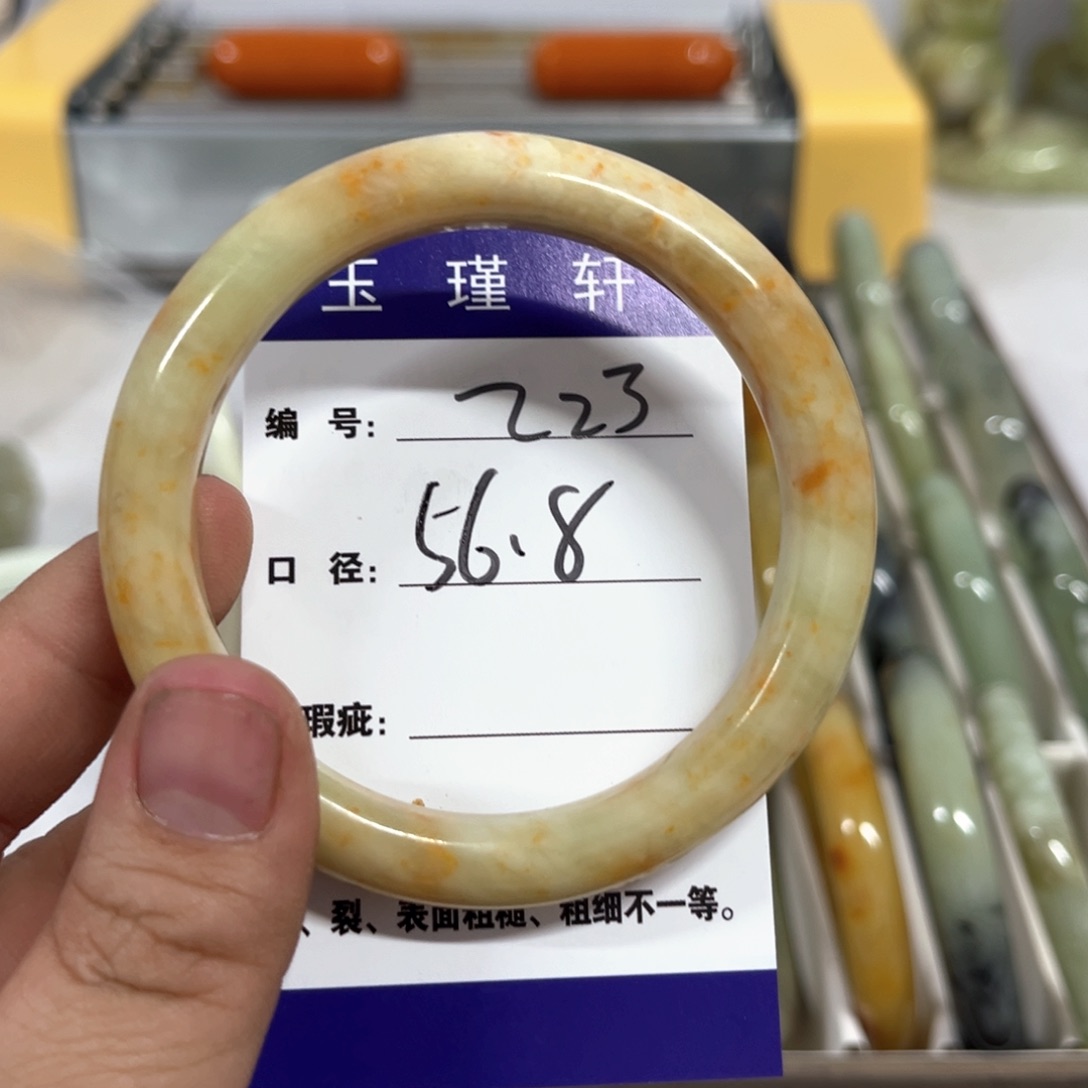 玉瑾轩
编 号: 223
口 径: 56.8
瑕疵:
、裂、表面粗糙、粗细不一等。